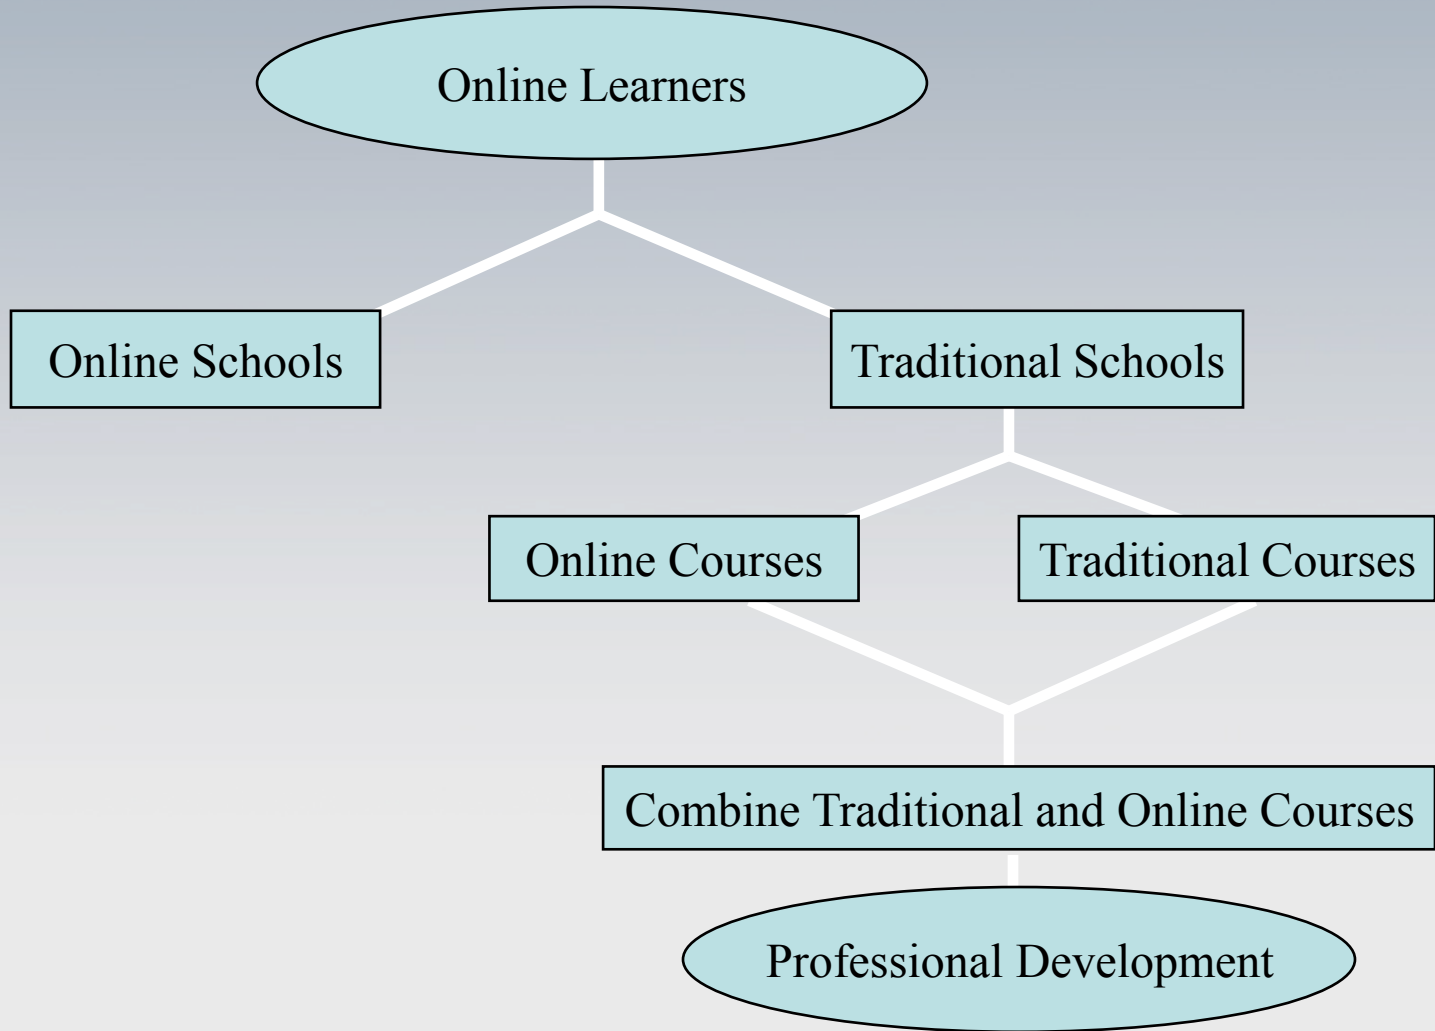 Online Learners
Online Schools
Traditional Schools
Online Courses
Traditional Courses
Combine Traditional and Online Courses
Professional Development